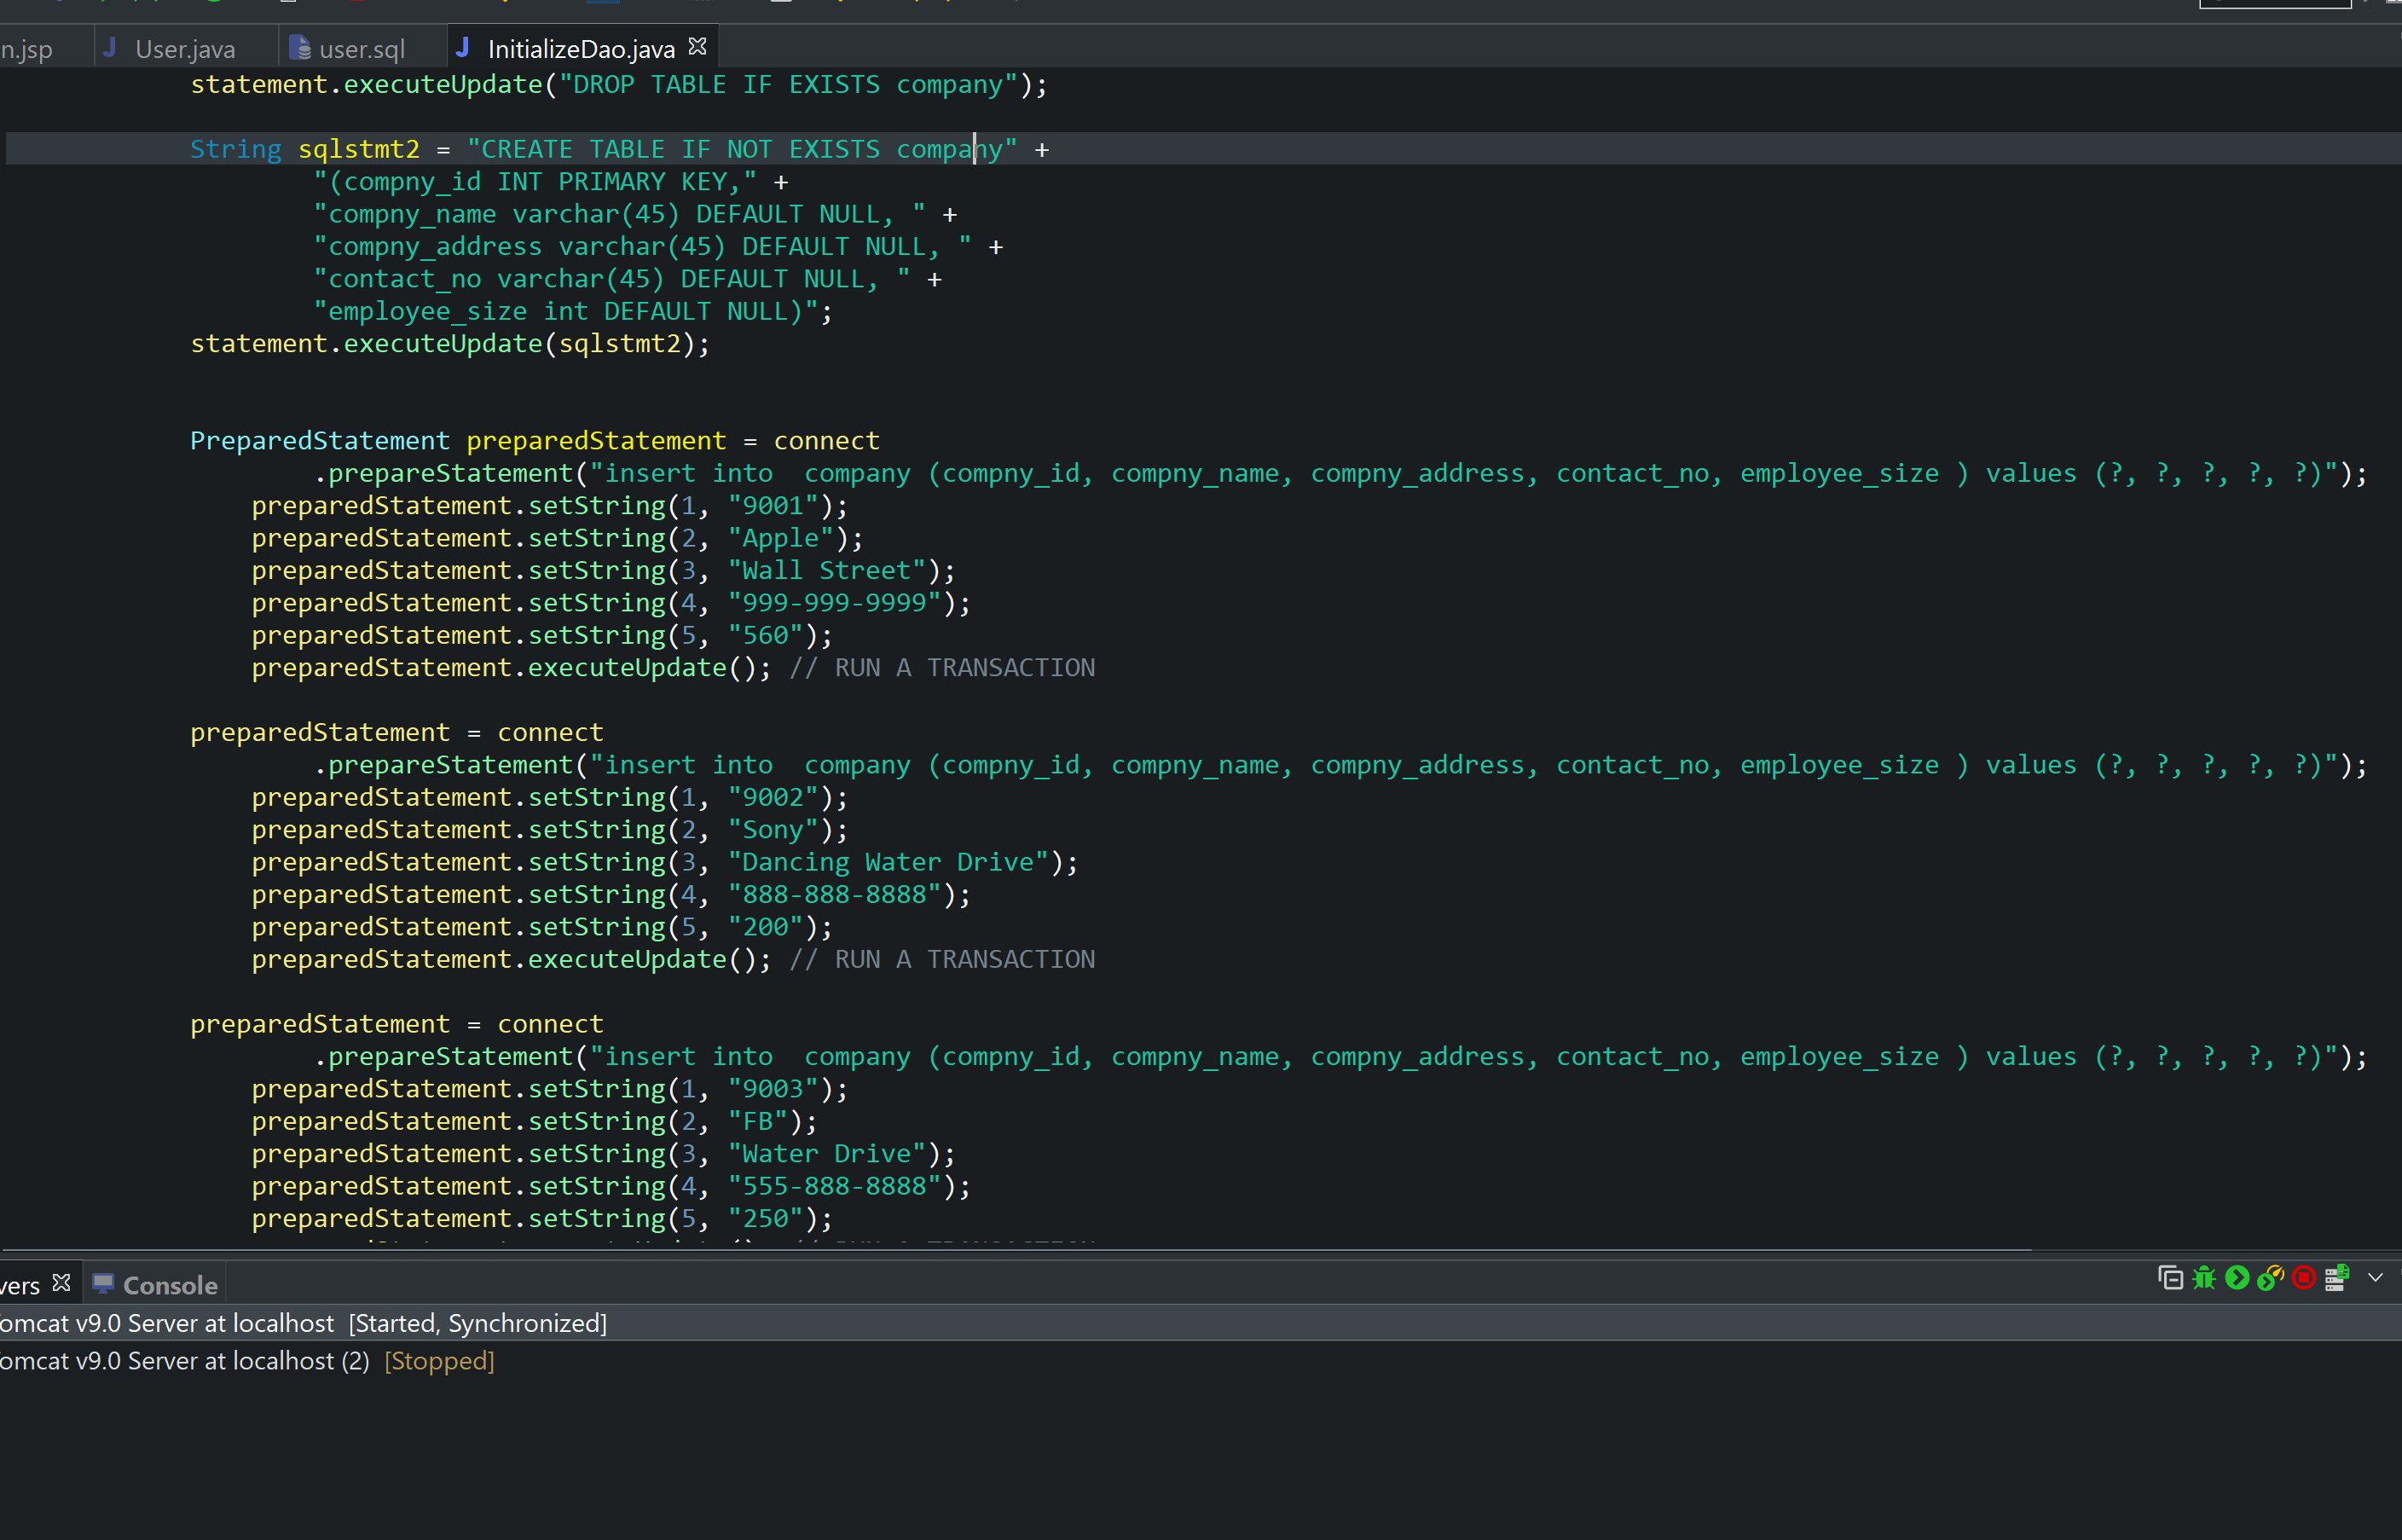 n.jsp
User.java
user.sql
InitializeDao.java
statement.executeUpdate("DROP TABLE IF EXISTS company");
String sqlstmt2 = "CREATE TABLE IF NOT EXISTS company" +
"(compny_id INT PRIMARY KEY," +
"compny_name varchar(45) DEFAULT NULL, " +
"compny_address varchar(45) DEFAULT NULL, " +
"contact_no varchar(45) DEFAULT NULL, " +
"employee_size int DEFAULT NULL)";
statement.executeUpdate(sqlstmt2);
PreparedStatement preparedStatement = connect
.prepareStatement("insert into  company (compny_id, compny_name, compny_address, contact_no, employee_size ) values (?, ?, ?, ?, ?)");
preparedStatement.setString(1, "9001");
preparedStatement.setString(2, "Apple");
preparedStatement.setString(3, "Wall Street");
preparedStatement.setString(4, "999-999-9999");
preparedStatement.setString(5, "560");
preparedStatement.executeUpdate(); // RUN A TRANSACTION
preparedStatement = connect
.prepareStatement("insert into  company (compny_id, compny_name, compny_address, contact_no, employee_size ) values (?, ?, ?, ?, ?)");
preparedStatement.setString(1, "9002");
preparedStatement.setString(2, "Sony");
preparedStatement.setString(3, "Dancing Water Drive");
preparedStatement.setString(4, "888-888-8888");
preparedStatement.setString(5, "200");
preparedStatement.executeUpdate(); // RUN A TRANSACTION
preparedStatement = connect
.prepareStatement("insert into  company (compny_id, compny_name, compny_address, contact_no, employee_size ) values (?, ?, ?, ?, ?)");
preparedStatement.setString(1, "9003");
preparedStatement.setString(2, "FB");
preparedStatement.setString(3, "Water Drive");
preparedStatement.setString(4, "555-888-8888");
preparedStatement.setString(5, "250");
vers
Console
omcat v9.0 Server at localhost  [Started, Synchronized]
omcat v9.0 Server at localhost (2)  [Stopped]